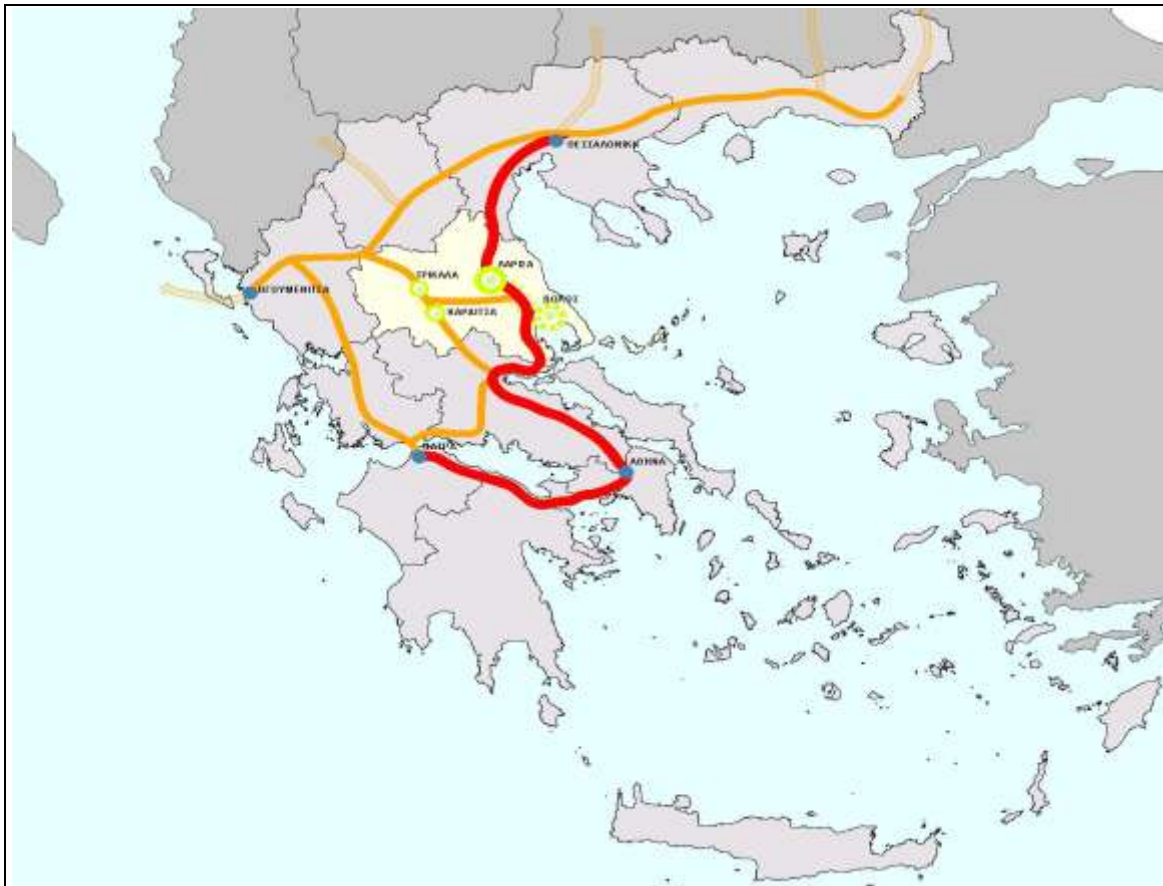 ΘΕΣΣΑΛΟΝΙΚΗ
ΛΑΡΙΣΑ
ΤΡΙΚΑΛΑ
ΗΓΟΥΜΕΝΙΤΣΑ
ΒΟΛΟΣ
ΚΑΡΔΙΤΣΑ
ΠΑΤΡΑ
ΑΘΗΝΑ